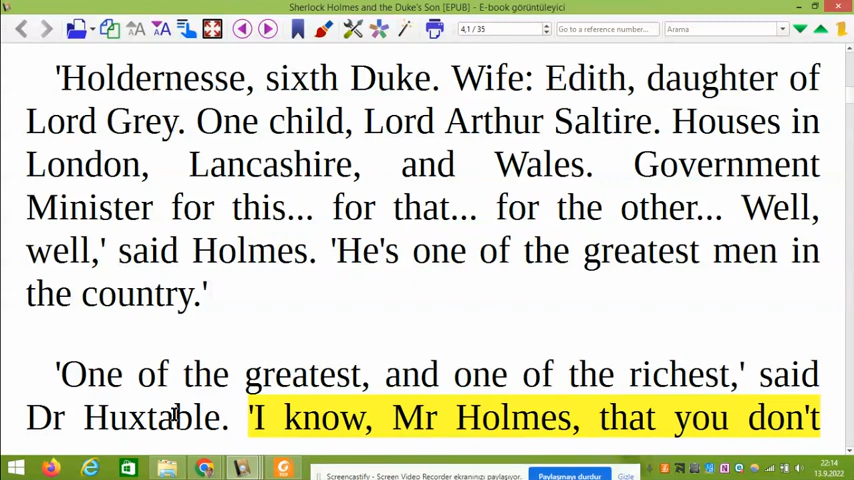 Sherlock Holmes and the Duke's Son [EPUB] - E-book görüntüleyici
4,1 / 35
Go to a reference number...
Arama
'Holdernesse, sixth Duke. Wife: Edith, daughter of
Lord Grey. One child, Lord Arthur Saltire. Houses in
London, Lancashire, and Wales. Government
Minister for this... for that... for the other... Well,
well,' said Holmes. 'He's one of the greatest men in
the country.'
'One of the greatest, and one of the richest,' said
Dr Huxtable. 'I know, Mr Holmes, that you don't
Screencastify - Screen Video Recorder ekranınızı paylaşıyor.
Paylaşmayı durdur
Gizle
22:14
13.9.2022